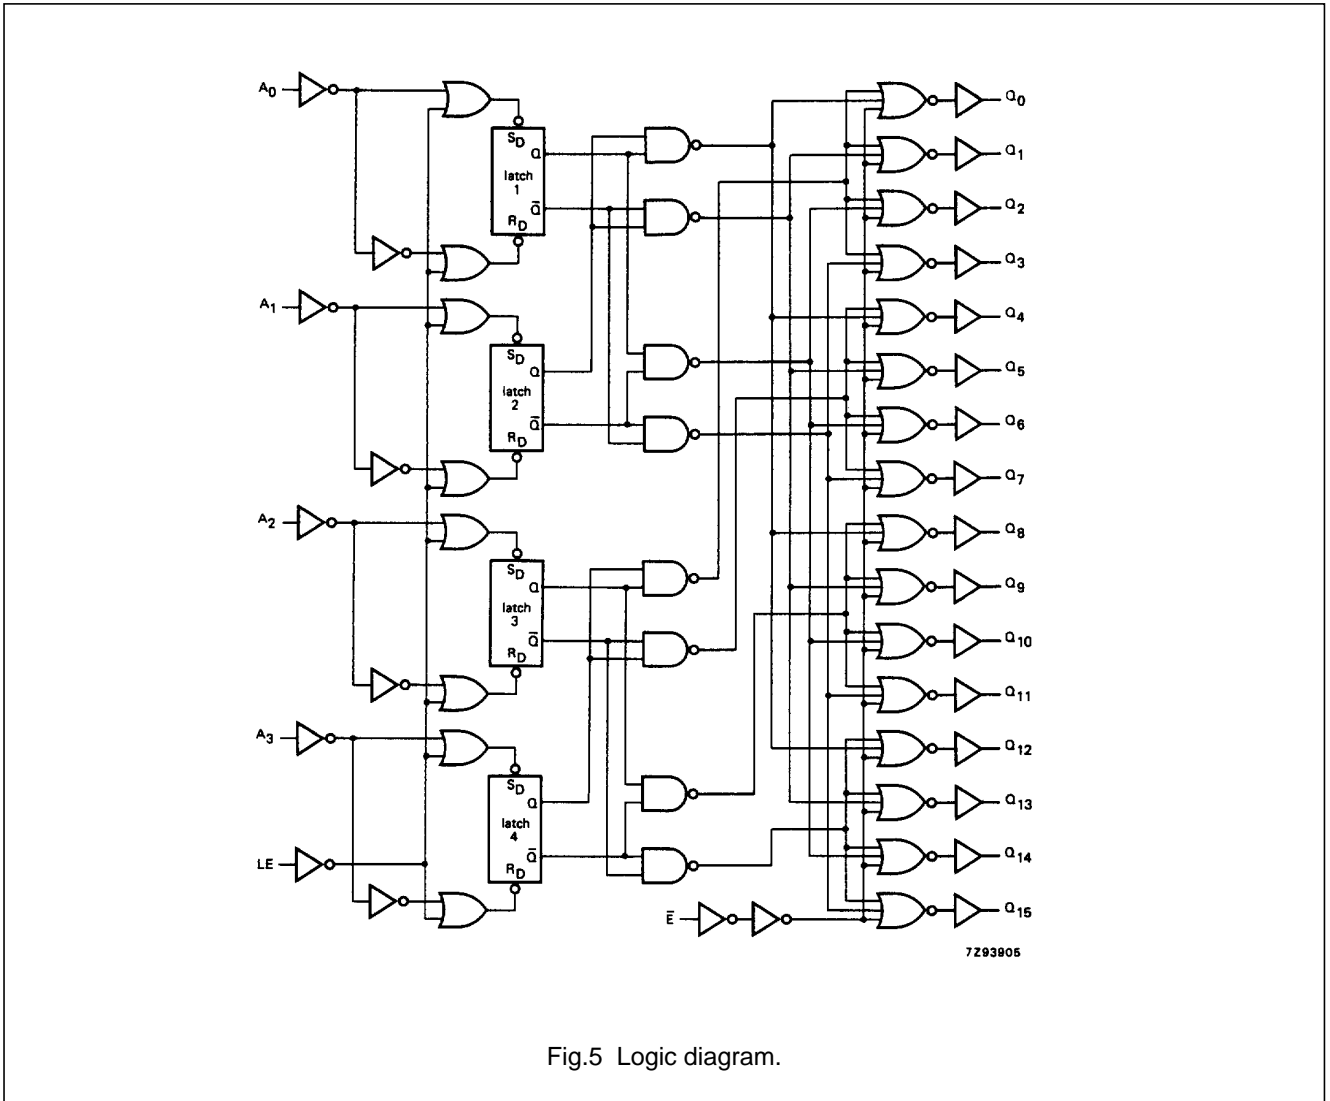 A0
Q0
SD
Q
Q1
latch
1
Q2
Q̅
RD
Q3
A1
Q4
SD
Q
Q5
latch
2
Q̅
Q6
RD
Q7
A2
Q8
SD
Q
Q9
latch
3
Q̅
Q10
RD
Q11
A3
Q12
SD
Q
Q13
latch
4
Q̅
Q14
LE
RD
Q15
E̅
7Z93905
Fig.5 Logic diagram.